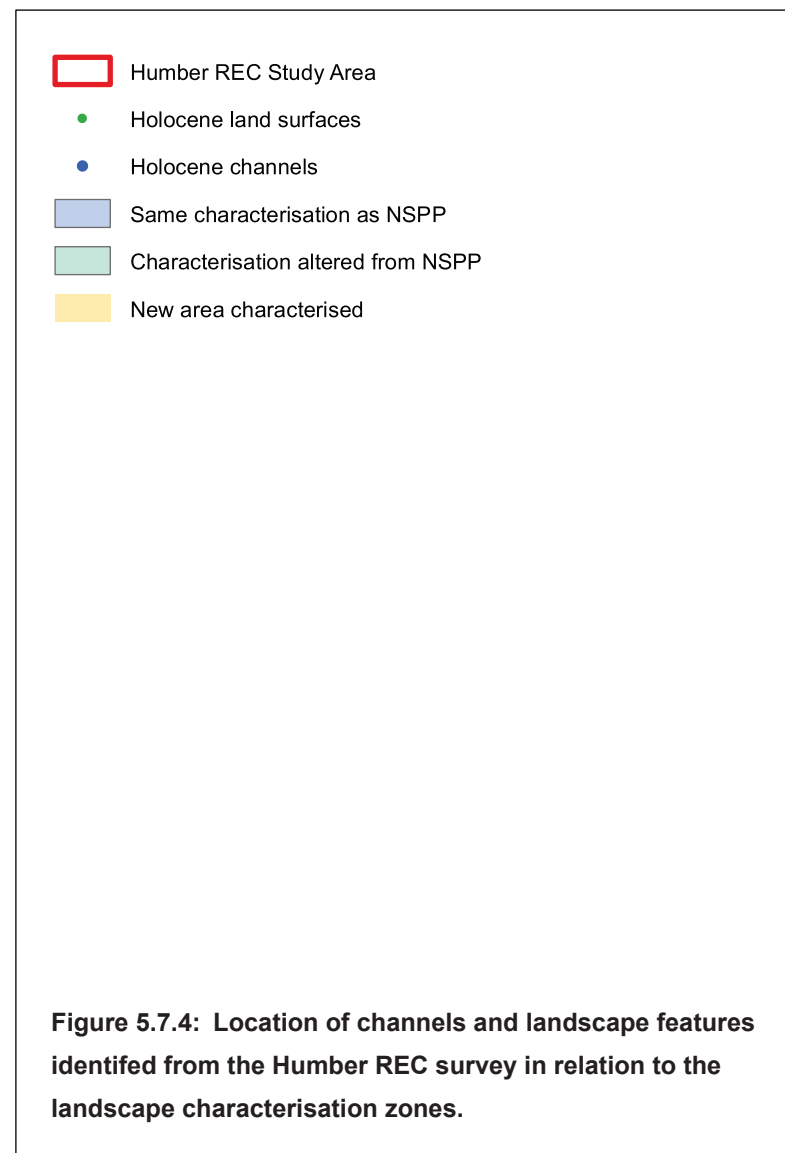 Humber REC Study Area
Holocene land surfaces
Holocene channels
Same characterisation as NSPP
Characterisation altered from NSPP
New area characterised
Figure 5.7.4: Location of channels and landscape features
identifed from the Humber REC survey in relation to the
landscape characterisation zones.